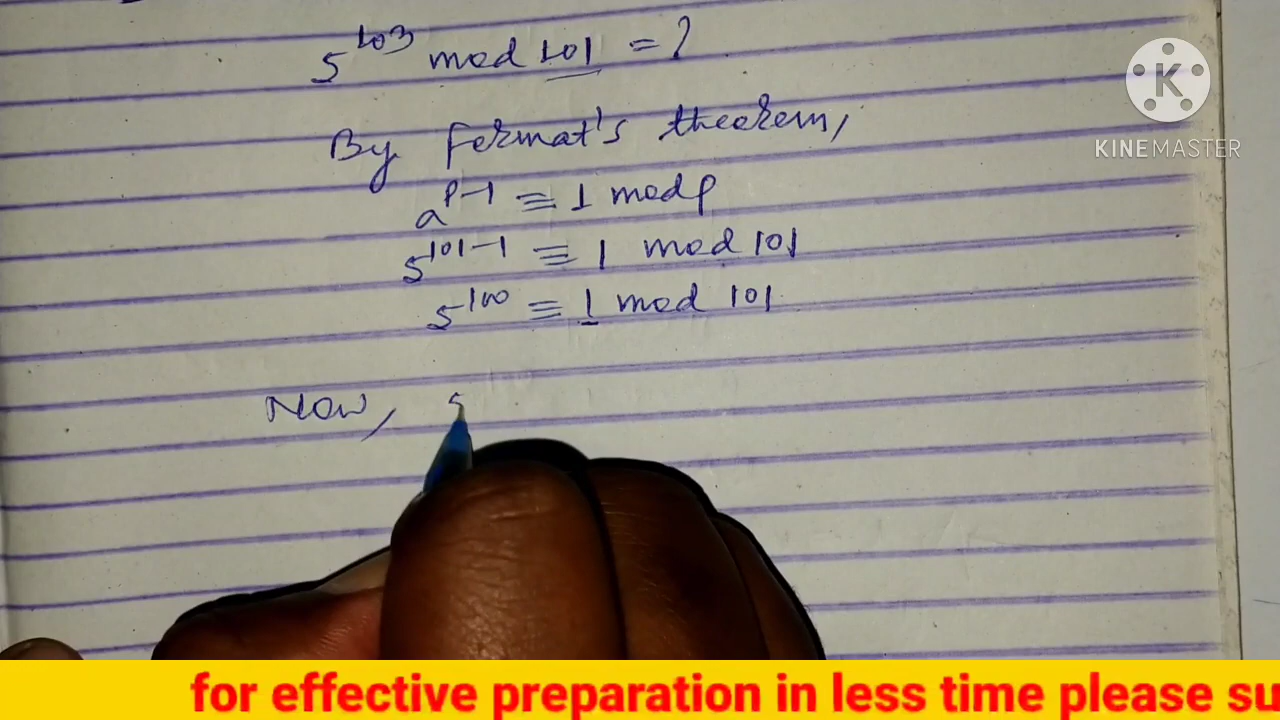 5^103 mod 101 = ?
KINEMASTER
By Fermat's theorem,
a^p-1 ≡ 1 mod p
5^101-1 ≡ 1 mod 101
5^100 ≡ 1 mod 101
Now, 5
for effective preparation in less time please su